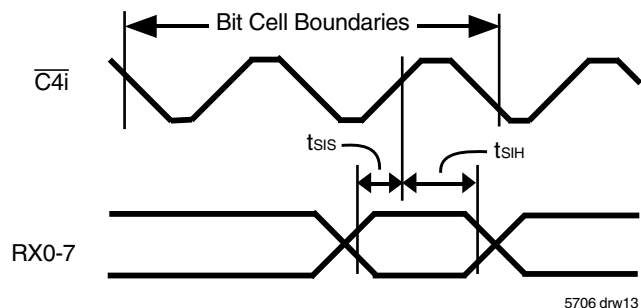 Bit Cell Boundaries
C4i
tSIS
tSIH
RX0-7
5706 drw13